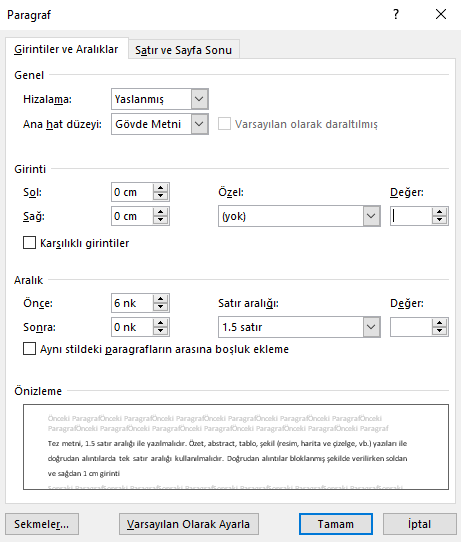 Paragraf
? ×
Girintiler ve Aralıklar Satır ve Sayfa Sonu
Genel
Hizalama: Yaslanmış
Ana hat düzeyi: Gövde Metni Varsayılan olarak daraltılmış
Girinti
Sol: 0 cm Özel: Değer:
Sağ: 0 cm (yok)
Karşılıklı girintiler
Aralık
Önce: 6 nk Satır aralığı: Değer:
Sonra: 0 nk 1.5 satır
Aynı stildeki paragrafların arasına boşluk ekleme
Önizleme
Önceki ParagrafÖnceki ParagrafÖnceki ParagrafÖnceki ParagrafÖnceki ParagrafÖnceki
ParagrafÖnceki ParagrafÖnceki ParagrafÖnceki ParagrafÖnceki ParagrafÖnceki Paragraf
Tez metni, 1.5 satır aralığı ile yazılmalıdır. Özet, abstract, tablo, şekil (resim, harita ve çizelge, vb.) yazıları ile
doğrudan alıntılarda tek satır aralığı kullanılmalıdır. Doğrudan alıntılar bloklanmış şekilde verilirken soldan
ve sağdan 1 cm girinti
Sekmeler... Varsayılan Olarak Ayarla Tamam İptal